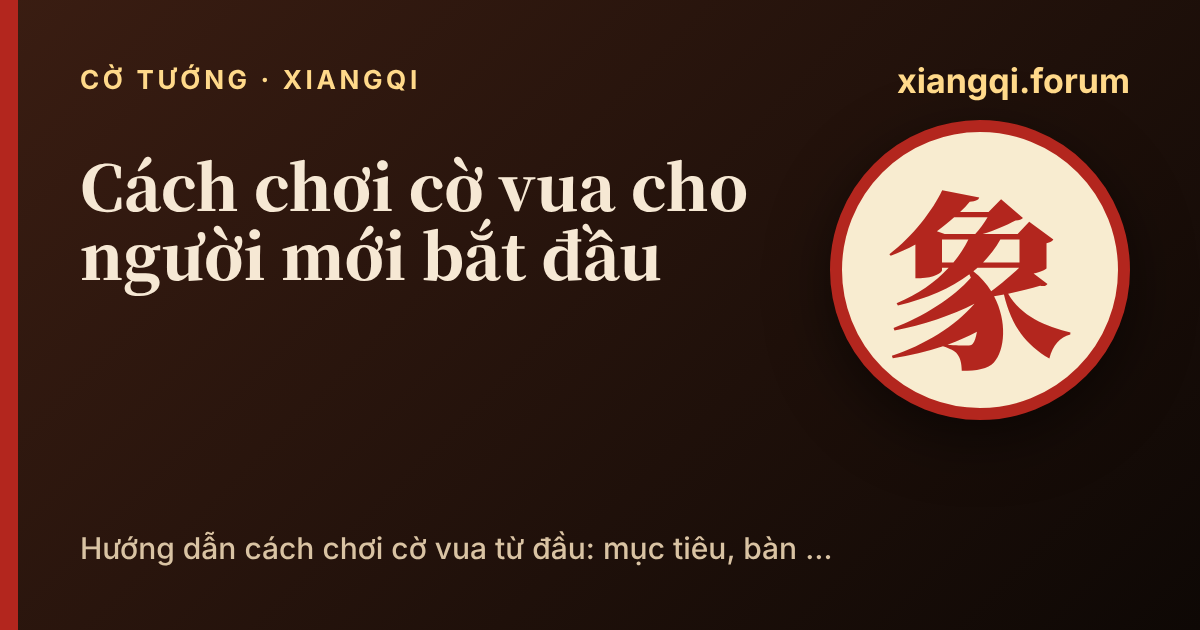 CỜ TƯỚNG · XIANGQI
xiangqi.forum
Cách chơi cờ vua cho
người mới bắt đầu
象
Hướng dẫn cách chơi cờ vua từ đầu: mục tiêu, bàn ...